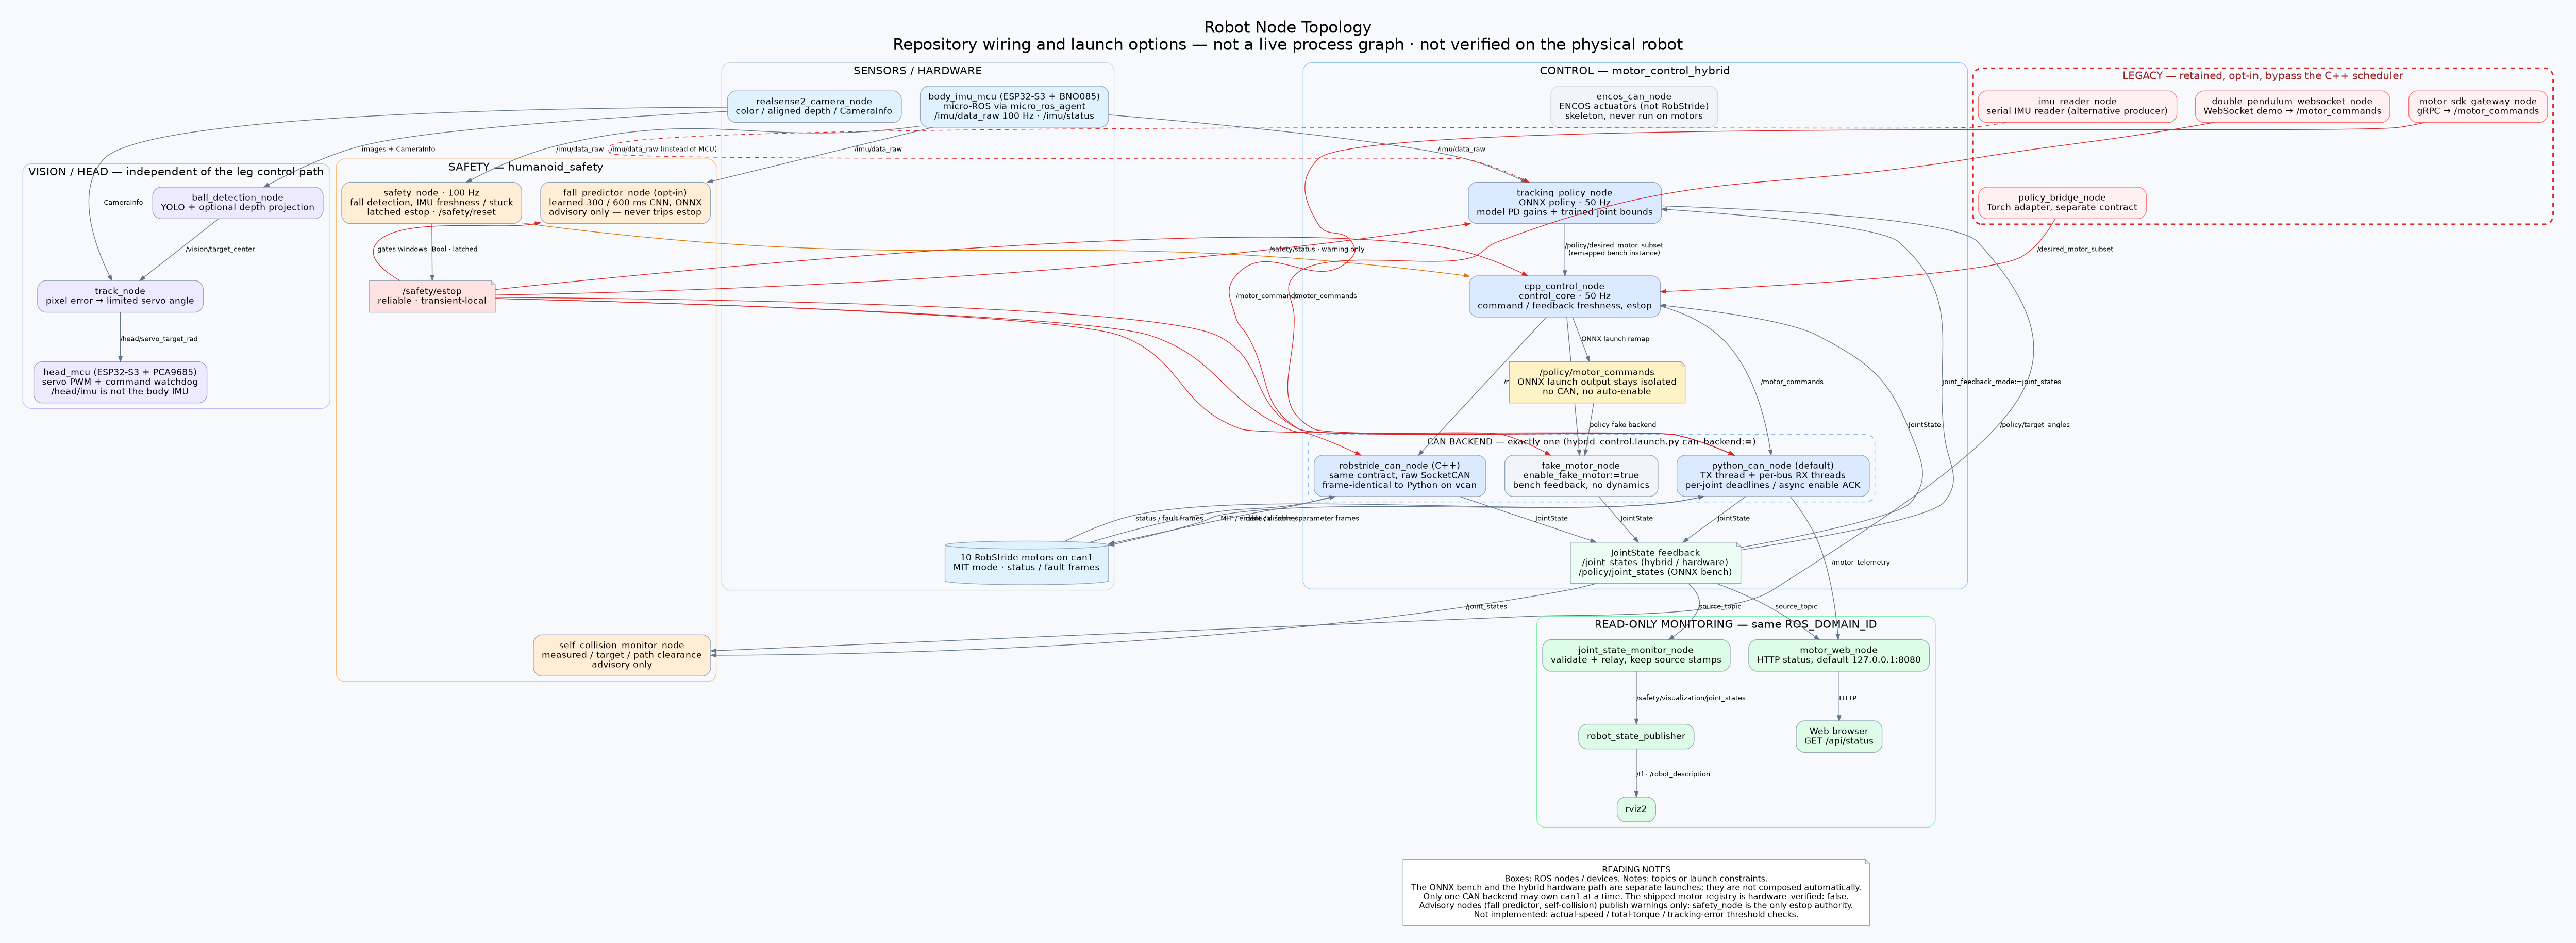 Robot Node Topology
Repository wiring and launch options — not a live process graph · not verified on the physical robot
SENSORS / HARDWARE
realsense2_camera_node
color / aligned depth / CameraInfo
body_imu_mcu (ESP32-S3 + BNO085)
micro-ROS via micro_ros_agent
/imu/data_raw 100 Hz · /imu/status
CONTROL — motor_control_hybrid
encos_can_node
ENCOS actuators (not RobStride)
skeleton, never run on motors
LEGACY — retained, opt-in, bypass the C++ scheduler
imu_reader_node
serial IMU reader (alternative producer)
double_pendulum_websocket_node
WebSocket demo → /motor_commands
motor_sdk_gateway_node
gRPC → /motor_commands
policy_bridge_node
Torch adapter, separate contract
images + CameraInfo
/imu/data_raw
/imu/data_raw (instead of MCU)
/imu/data_raw
/imu/data_raw
VISION / HEAD — independent of the leg control path
ball_detection_node
YOLO + optional depth projection
CameraInfo
/vision/target_center
track_node
pixel error → limited servo angle
/head/servo_target_rad
head_mcu (ESP32-S3 + PCA9685)
servo PWM + command watchdog
/head/imu is not the body IMU
SAFETY — humanoid_safety
safety_node · 100 Hz
fall detection, IMU freshness / stuck
latched estop · /safety/reset
fall_predictor_node (opt-in)
learned 300 / 600 ms CNN, ONNX
advisory only — never trips estop
gates windows
Bool · latched
/safety/estop
reliable · transient-local
self_collision_monitor_node
measured / target / path clearance
advisory only
tracking_policy_node
ONNX policy · 50 Hz
model PD gains + trained joint bounds
/safety/status · warning only
/policy/desired_motor_subset
(remapped bench instance)
/desired_motor_subset
cpp_control_node
control_core · 50 Hz
command / feedback freshness, estop
/motor_commands
/motor_commands
ONNX launch remap
/policy/motor_commands
ONNX launch output stays isolated
no CAN, no auto-enable
/motor_commands
joint_feedback_mode:=joint_states
policy fake backend
JointState
/policy/target_angles
CAN BACKEND — exactly one (hybrid_control.launch.py can_backend:=)
robstride_can_node (C++)
same contract, raw SocketCAN
frame-identical to Python on vcan
fake_motor_node
enable_fake_motor:=true
bench feedback, no dynamics
python_can_node (default)
TX thread + per-bus RX threads
per-joint deadlines / async enable ACK
status / fault frames
JointState
JointState
JointState
10 RobStride motors on can1
MIT mode · status / fault frames
JointState feedback
/joint_states (hybrid / hardware)
/policy/joint_states (ONNX bench)
/motor_telemetry
/joint_states
source_topic
source_topic
READ-ONLY MONITORING — same ROS_DOMAIN_ID
joint_state_monitor_node
validate + relay, keep source stamps
motor_web_node
HTTP status, default 127.0.0.1:8080
/safety/visualization/joint_states
HTTP
robot_state_publisher
Web browser
GET /api/status
/tf · /robot_description
rviz2
READING NOTES
Boxes: ROS nodes / devices. Notes: topics or launch constraints.
The ONNX bench and the hybrid hardware path are separate launches; they are not composed automatically.
Only one CAN backend may own can1 at a time. The shipped motor registry is hardware_verified: false.
Advisory nodes (fall predictor, self-collision) publish warnings only; safety_node is the only estop authority.
Not implemented: actual-speed / total-torque / tracking-error threshold checks.